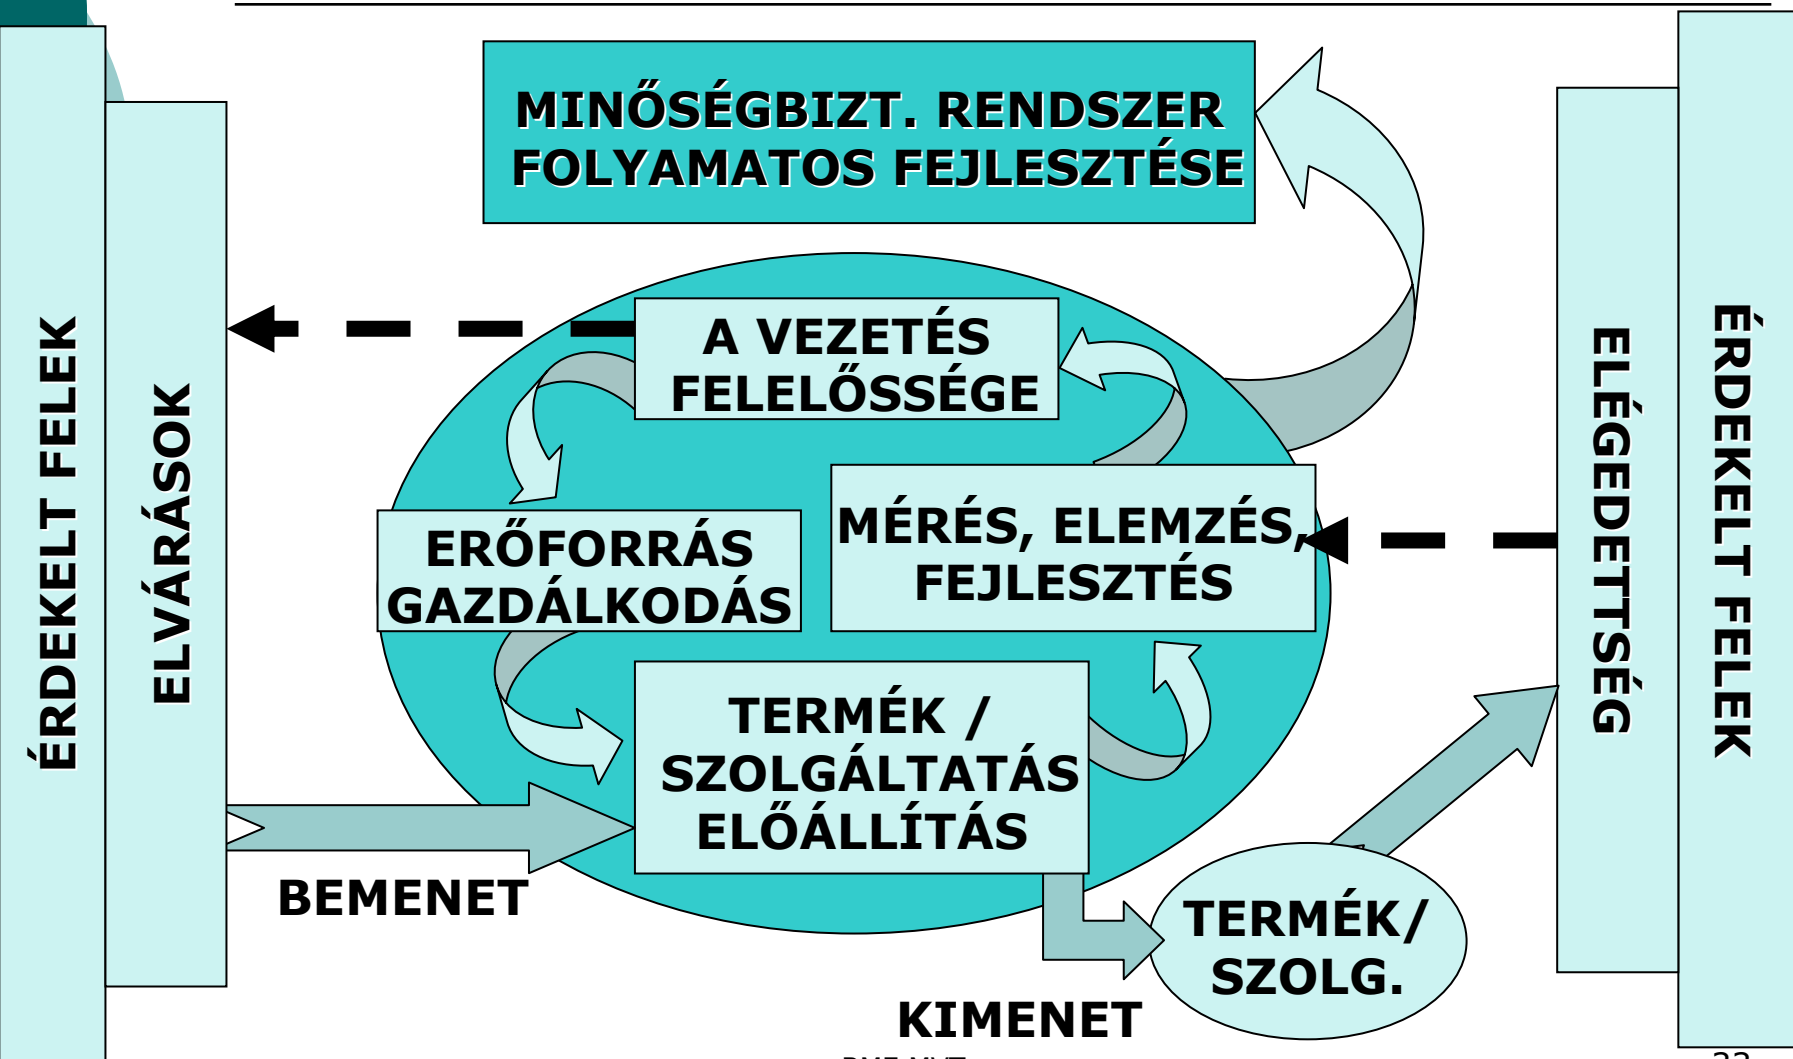 MINŐSÉGBIZT. RENDSZER
FOLYAMATOS FEJLESZTÉSE
ÉRDEKELT FELEK
ELVÁRÁSOK
A VEZETÉS
FELELŐSSÉGE
ERŐFORRÁS
GAZDÁLKODÁS
MÉRÉS, ELEMZÉS,
FEJLESZTÉS
TERMÉK /
SZOLGÁLTATÁS
ELŐÁLLÍTÁS
BEMENET
KIMENET
TERMÉK/
SZOLG.
ELÉGEDETTSÉG
ÉRDEKELT FELEK